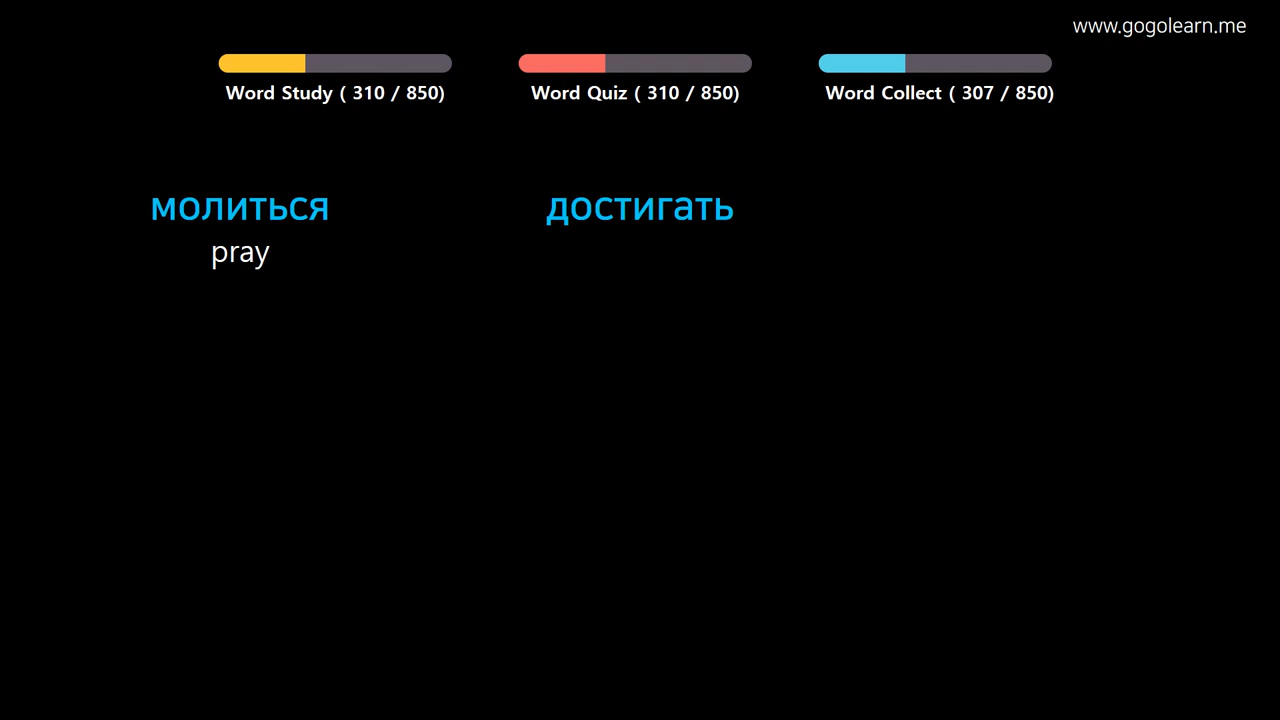 www.gogolearn.me
Word Study ( 310 / 850)
Word Quiz ( 310 / 850)
Word Collect ( 307 / 850)
молиться
pray
достигать